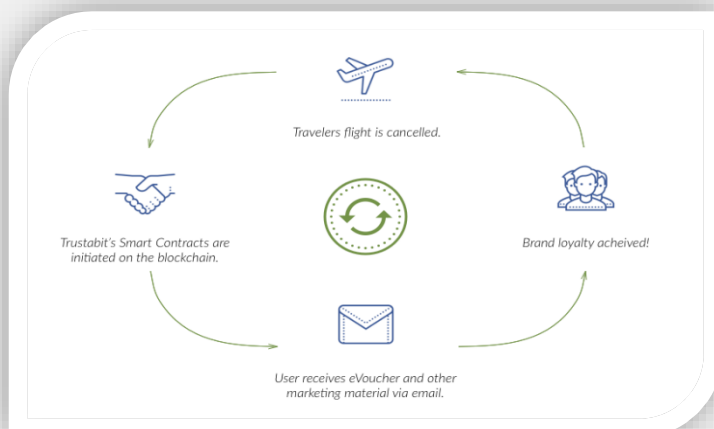 Travelers flight is cancelled.
Trustabit's Smart Contracts are
initiated on the blockchain.
Brand loyalty acheived!
User receives eVoucher and other
marketing material via email.